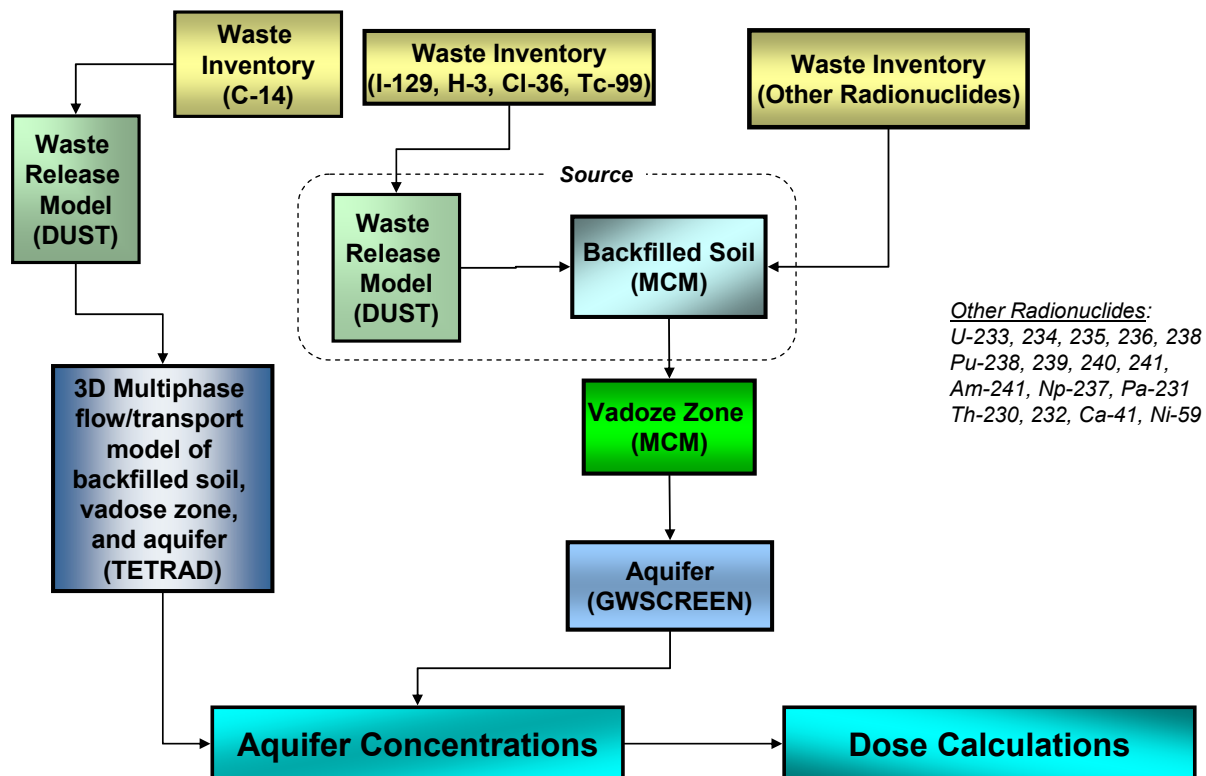 Waste
Inventory
(C-14)
Waste Inventory
(I-129, H-3, Cl-36, Tc-99)
Waste Inventory
(Other Radionuclides)
Waste
Release
Model
(DUST)
Source
Waste
Release
Model
(DUST)
Backfilled Soil
(MCM)
Other Radionuclides:
U-233, 234, 235, 236, 238
Pu-238, 239, 240, 241,
Am-241, Np-237, Pa-231
Th-230, 232, Ca-41, Ni-59
3D Multiphase
flow/transport
model of
backfilled soil,
vadose zone,
and aquifer
(TETRAD)
Vadoze Zone
(MCM)
Aquifer
(GWSCREEN)
Aquifer Concentrations
Dose Calculations